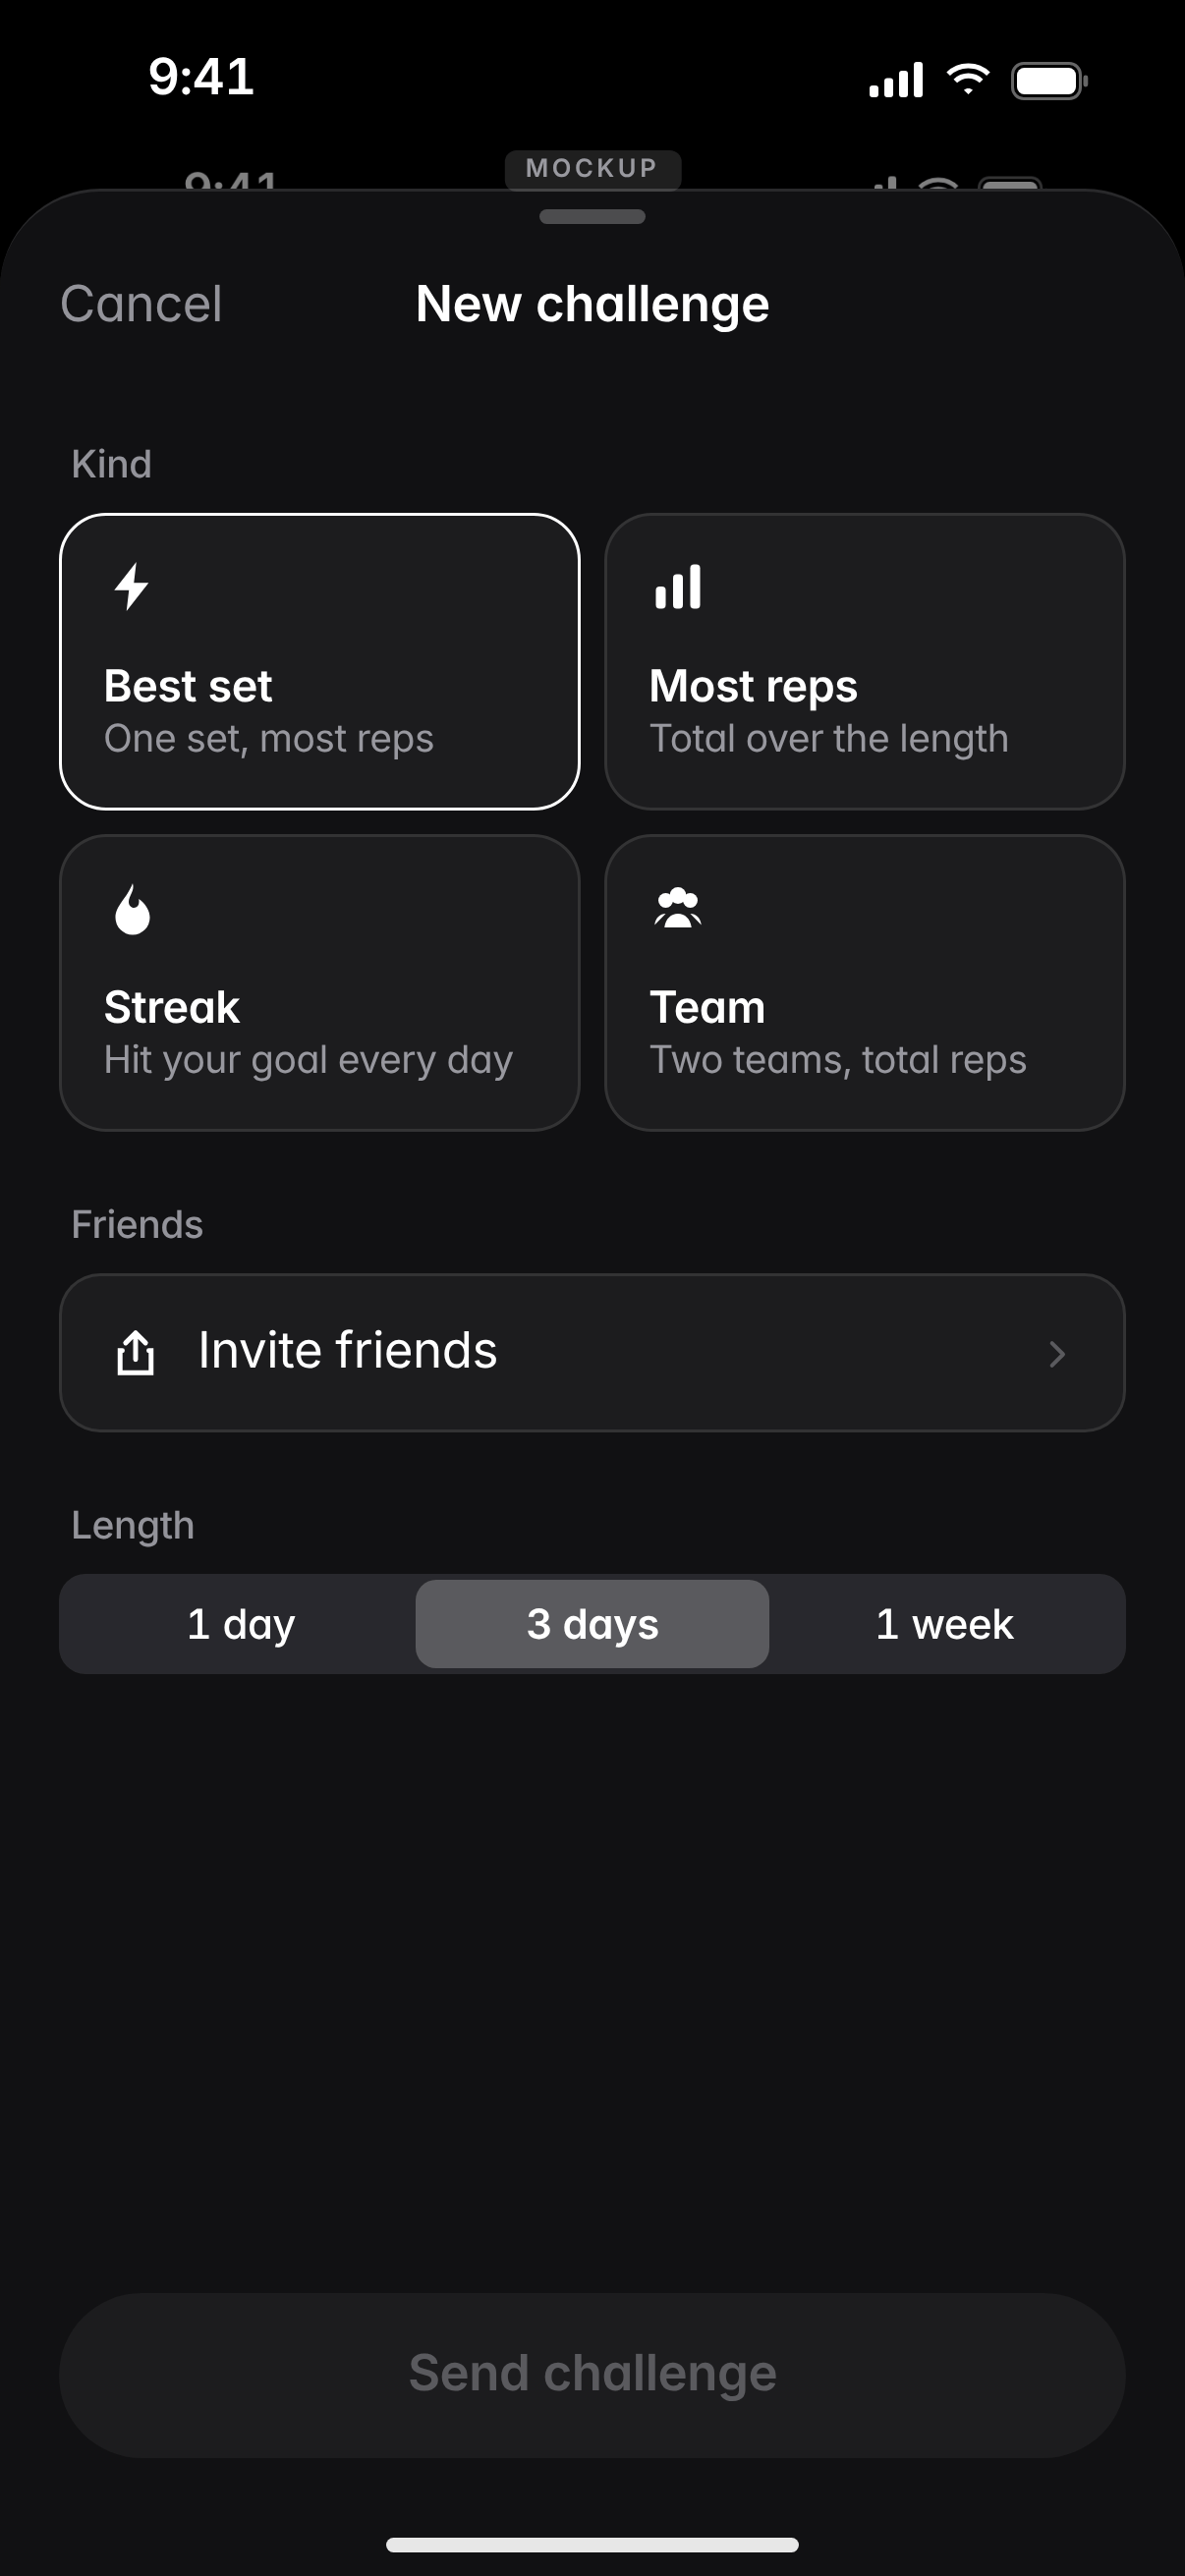 9:41
MOCKUP
9:41
Cancel
New challenge
Kind
Best set
One set, most reps
Most reps
Total over the length
Streak
Hit your goal every day
Team
Two teams, total reps
Friends
Invite friends
Length
1 day
3 days
1 week
Send challenge